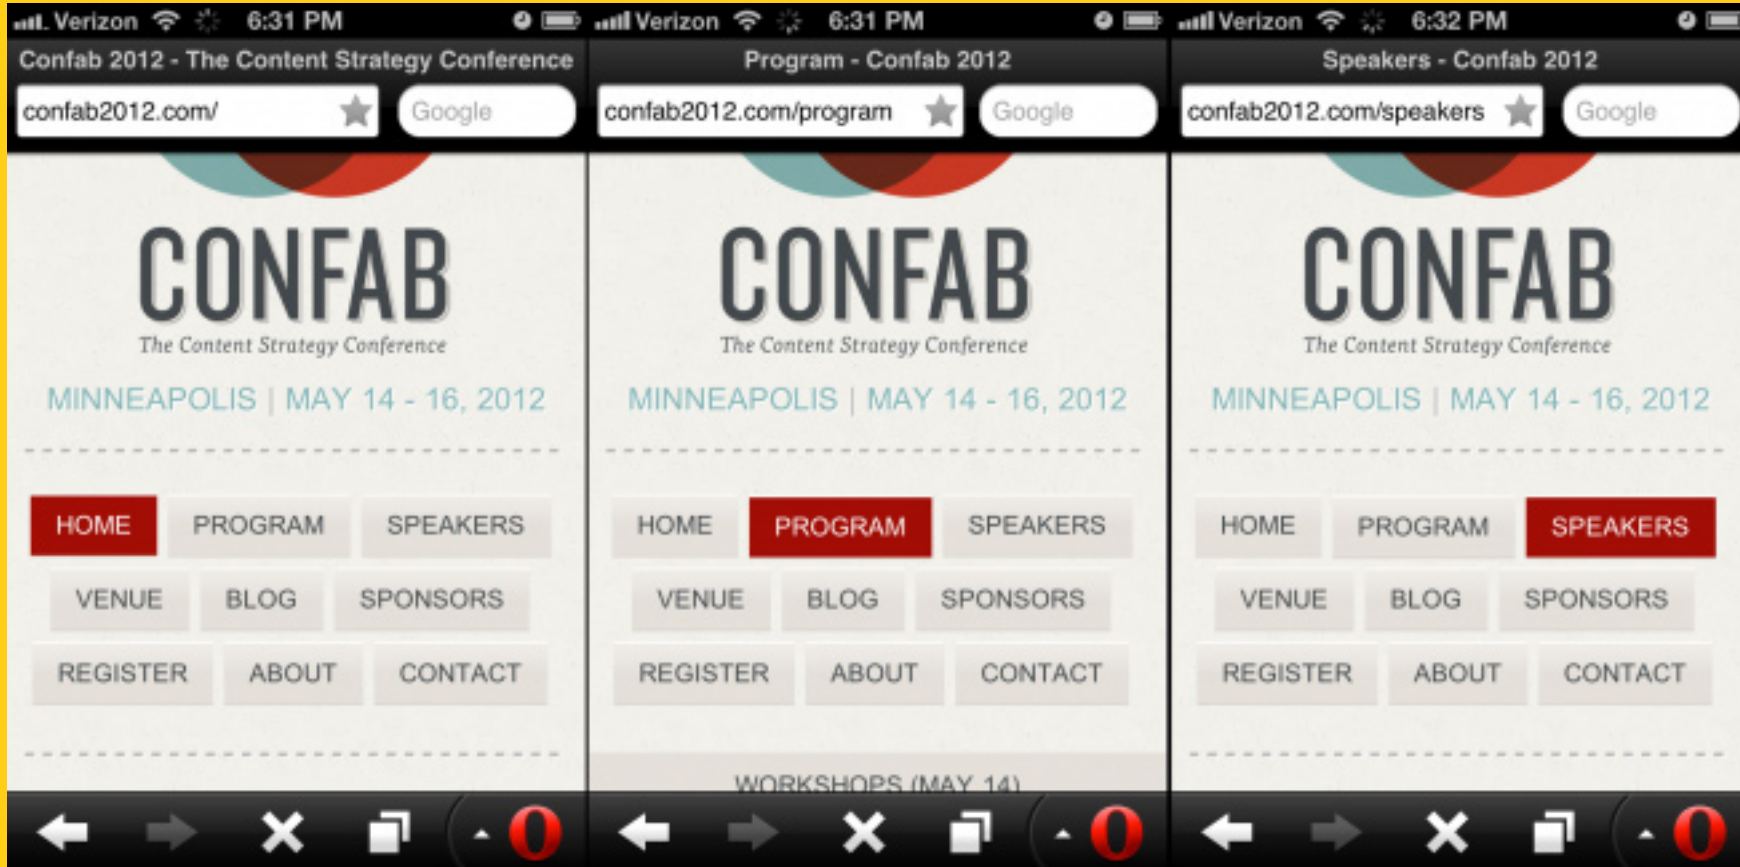 Verizon 6:31 PM
Confab 2012 - The Content Strategy Conference
confab2012.com/ Google
CONFAB
The Content Strategy Conference
MINNEAPOLIS | MAY 14 - 16, 2012
HOME PROGRAM SPEAKERS
VENUE BLOG SPONSORS
REGISTER ABOUT CONTACT
Verizon 6:31 PM
Program - Confab 2012
confab2012.com/program Google
CONFAB
The Content Strategy Conference
MINNEAPOLIS | MAY 14 - 16, 2012
HOME PROGRAM SPEAKERS
VENUE BLOG SPONSORS
REGISTER ABOUT CONTACT
WORKSHOPS (MAY 14)
Verizon 6:32 PM
Speakers - Confab 2012
confab2012.com/speakers Google
CONFAB
The Content Strategy Conference
MINNEAPOLIS | MAY 14 - 16, 2012
HOME PROGRAM SPEAKERS
VENUE BLOG SPONSORS
REGISTER ABOUT CONTACT